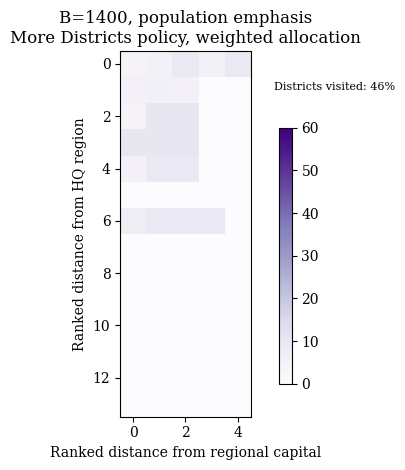 B=1400, population emphasis
More Districts policy, weighted allocation
Districts visited: 46%
Ranked distance from HQ region
0
2
4
6
8
10
12
0 2 4
Ranked distance from regional capital
60
50
40
30
20
10
0